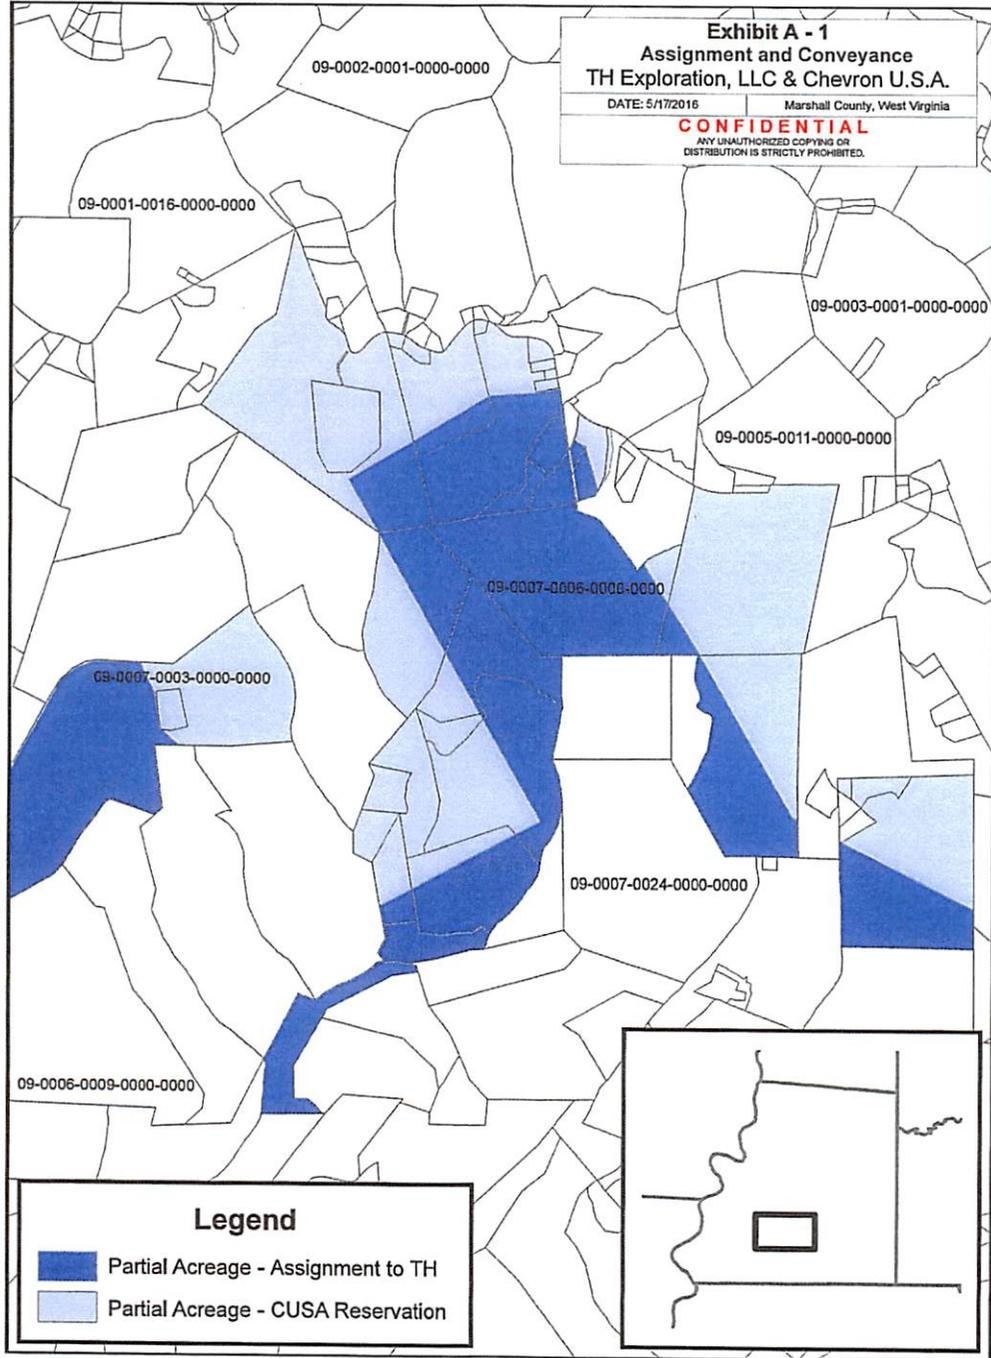 Exhibit A - 1
Assignment and Conveyance
TH Exploration, LLC & Chevron U.S.A.
DATE: 5/17/2016 Marshall County, West Virginia
CONFIDENTIAL
ANY UNAUTHORIZED COPYING OR
DISTRIBUTION IS STRICTLY PROHIBITED.
09-0002-0001-0000-0000
09-0001-0016-0000-0000
09-0003-0001-0000-0000
09-0005-0011-0000-0000
09-0007-0006-0000-0000
09-0007-0003-0000-0000
09-0007-0024-0000-0000
09-0006-0009-0000-0000
Legend
Partial Acreage - Assignment to TH
Partial Acreage - CUSA Reservation